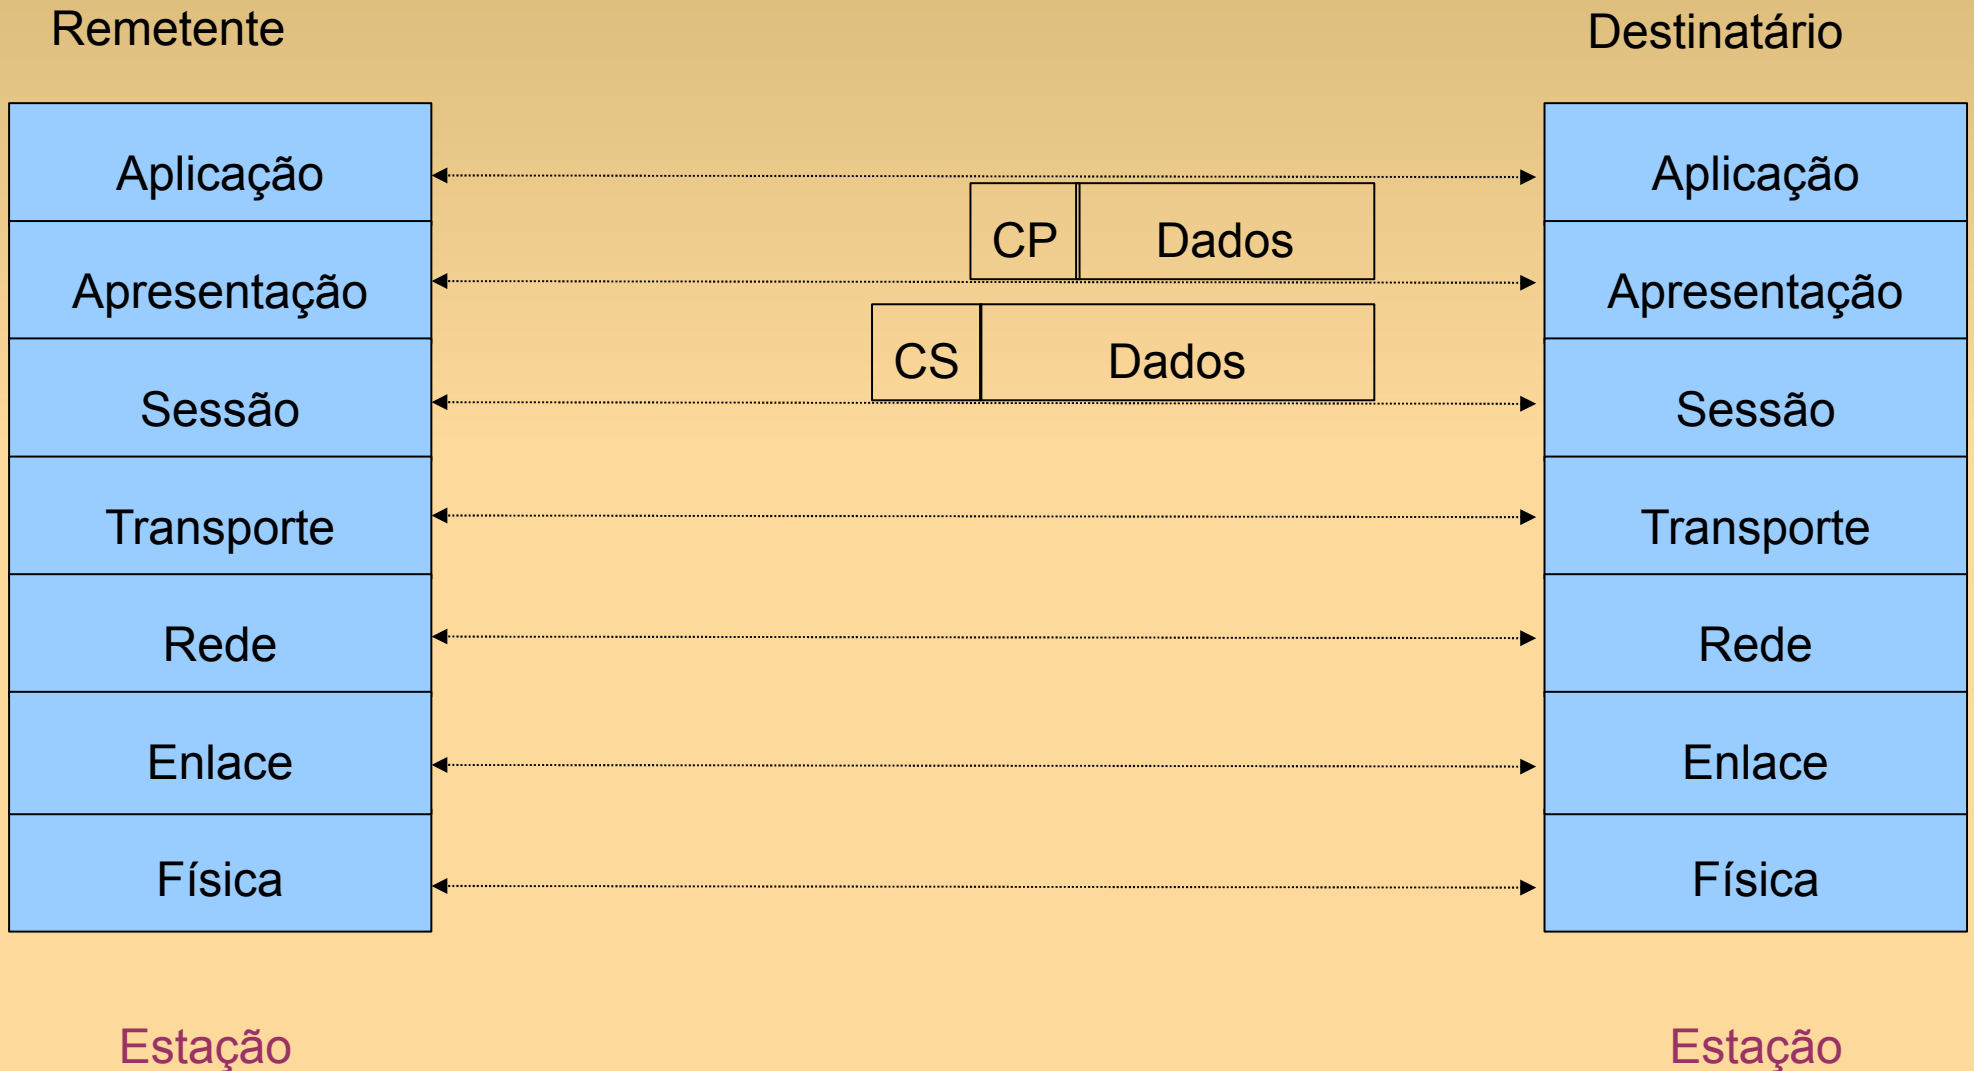 Remetente
Destinatário
Aplicação
Aplicação
CP
Dados
Apresentação
Apresentação
CS
Dados
Sessão
Sessão
Transporte
Transporte
Rede
Rede
Enlace
Enlace
Física
Física
Estação
Estação